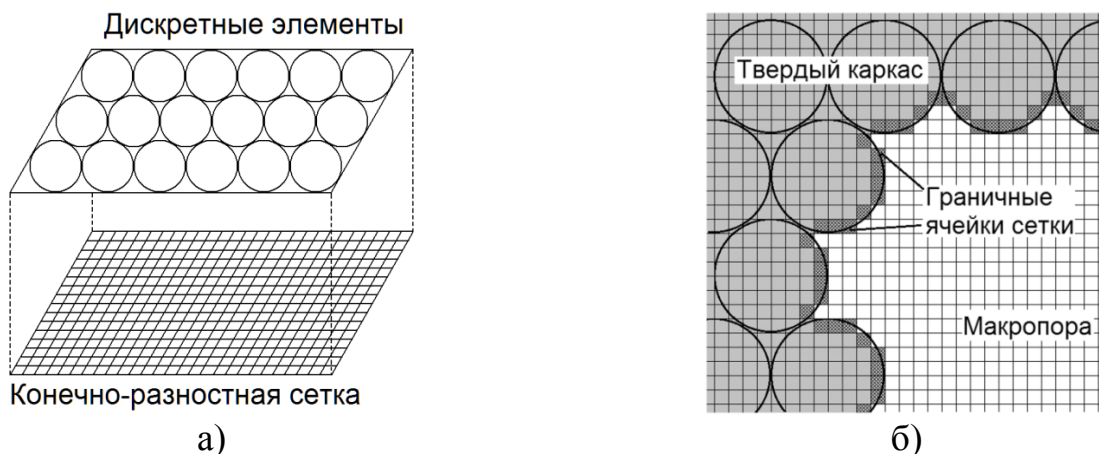 Дискретные элементы
Конечно-разностная сетка
а)
Твердый каркас
Граничные
ячейки сетки
Макропора
б)